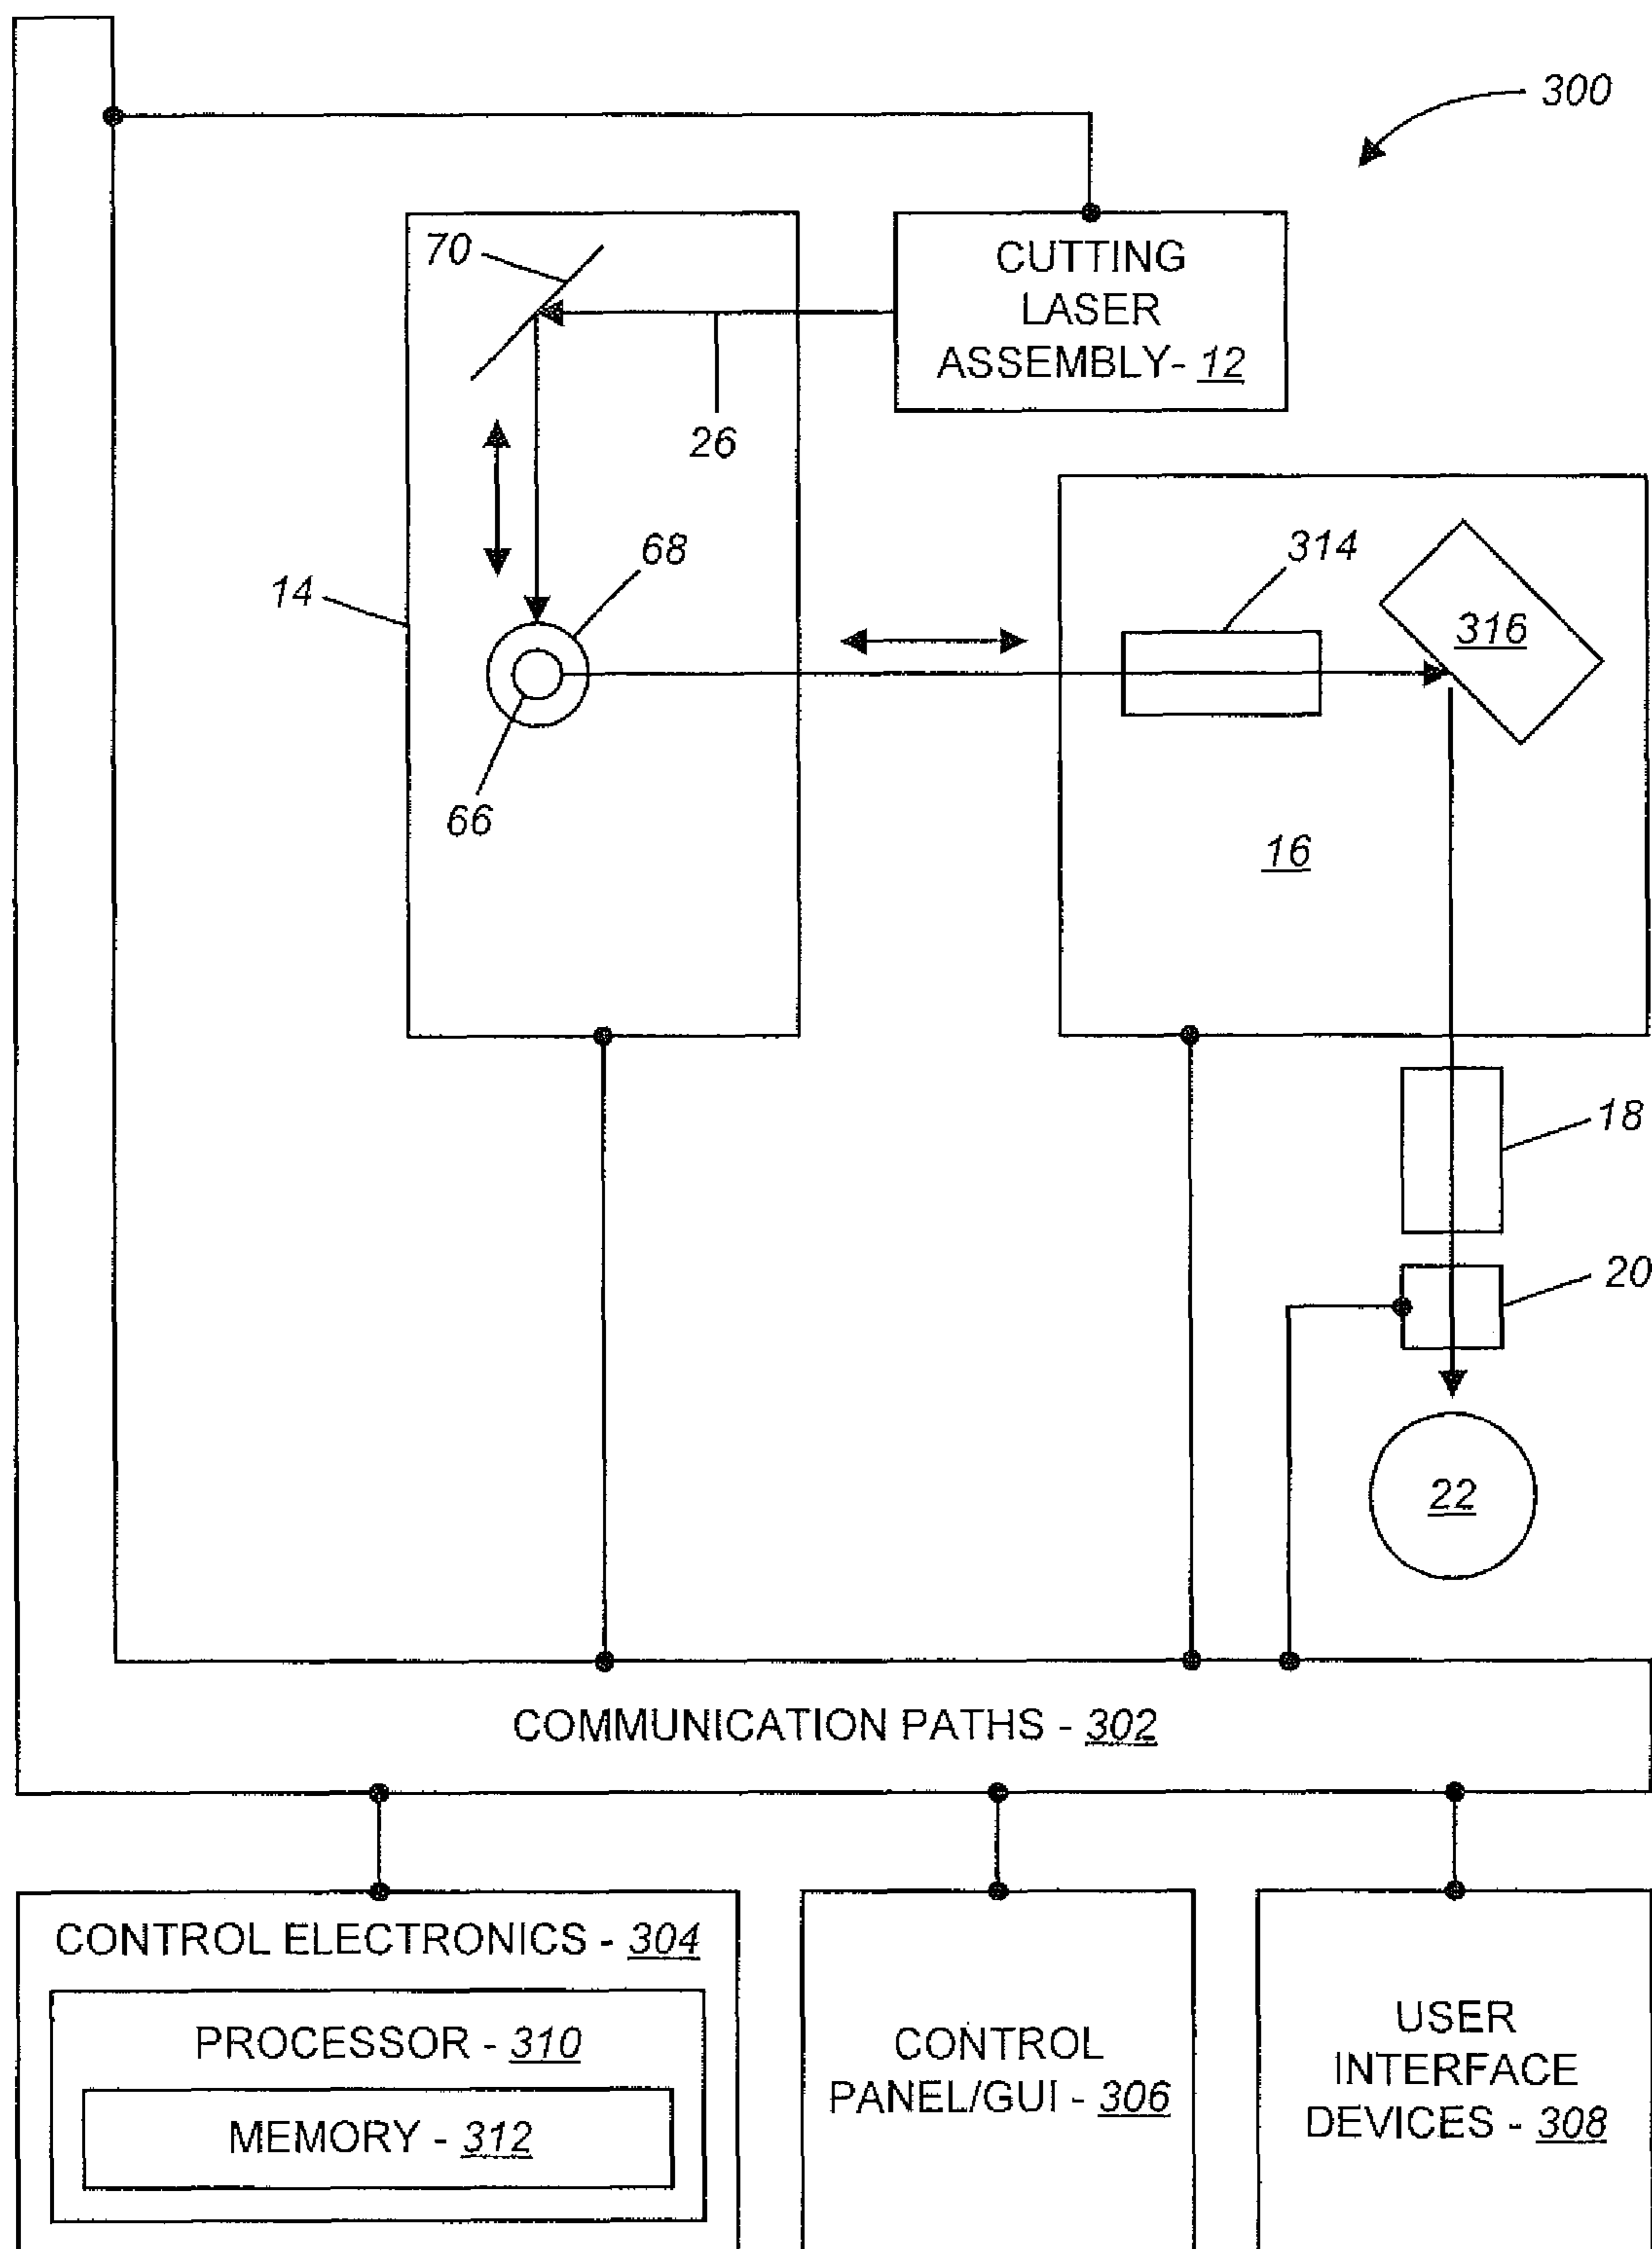 300
70
CUTTING
LASER
ASSEMBLY- 12
26
68
314
14
316
66
16
18
20
22
COMMUNICATION PATHS - 302
CONTROL ELECTRONICS - 304
PROCESSOR - 310
MEMORY - 312
CONTROL
PANEL/GUI - 306
USER
INTERFACE
DEVICES - 308